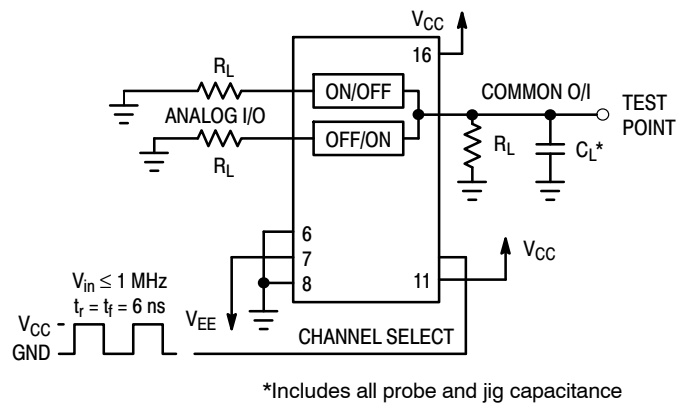 VCC
16
RL
ON/OFF
COMMON O/I
ANALOG I/O
TEST
POINT
OFF/ON
RL
RL
CL*
6
7
8
11
VCC
Vin ≤ 1 MHz
tr = tf = 6 ns
VCC
GND
VEE
CHANNEL SELECT
*Includes all probe and jig capacitance